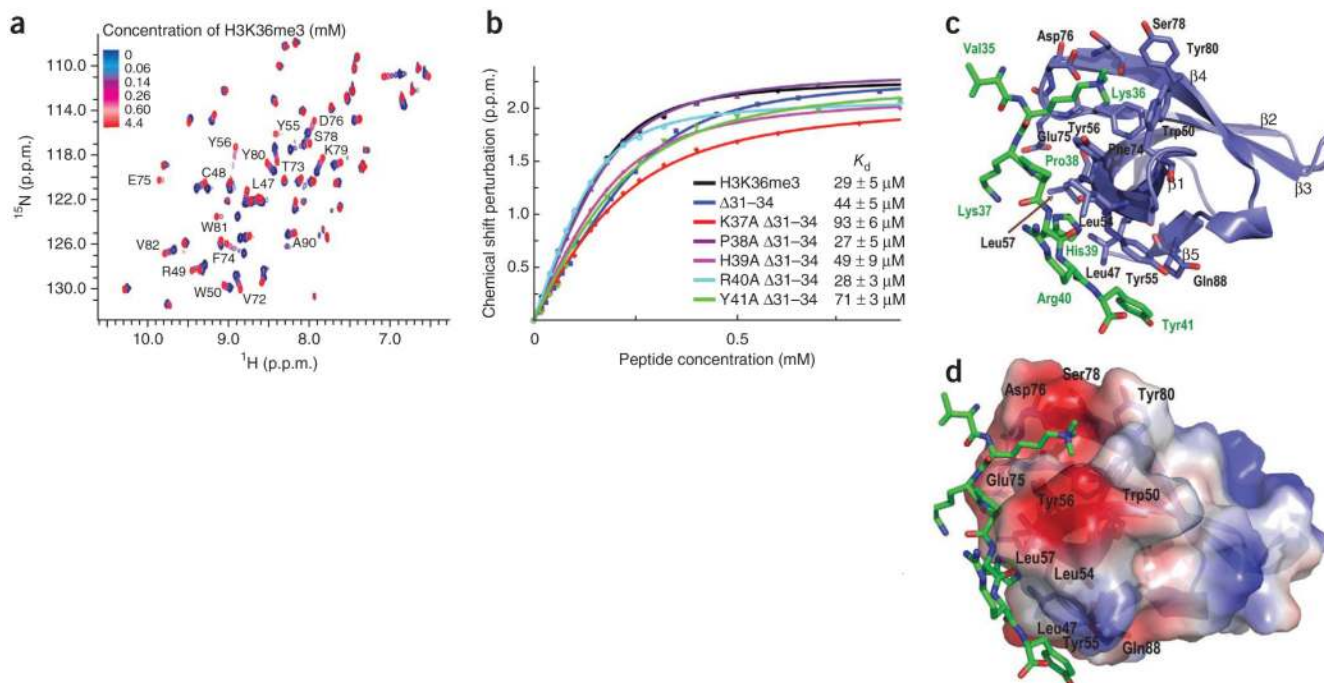 a
Concentration of H3K36me3 (mM)
0
0.06
0.14
0.26
0.60
4.4
110.0
114.0
118.0
122.0
126.0
130.0
15N (p.p.m.)
Y55
D76
S78
K79
Y56
Y80
T73
C48
L47
E75
W81
A90
V82
F74
R49
W50
V72
10.0 9.0 8.0 7.0
1H (p.p.m.)
b
Chemical shift perturbation (p.p.m.)
2.0
1.5
1.0
0.5
Kd
H3K36me3 29 ± 5 μM
Δ31–34 44 ± 5 μM
K37A Δ31–34 93 ± 6 μM
P38A Δ31–34 27 ± 5 μM
H39A Δ31–34 49 ± 9 μM
R40A Δ31–34 28 ± 3 μM
Y41A Δ31–34 71 ± 3 μM
0 0.5
Peptide concentration (mM)
c
Ser78
Asp76
Tyr80
Val35
β4
Lys36
β2
Glu75
Tyr56
Trp50
Phe74
Pro38
β1
β3
Lys37
Leu54
Leu57
His39
β5
Leu47
Tyr55
Gln88
Arg40
Tyr41
d
Ser78
Asp76
Tyr80
Glu75
Tyr56
Trp50
Leu57
Leu54
Leu47
Tyr55
Gln88